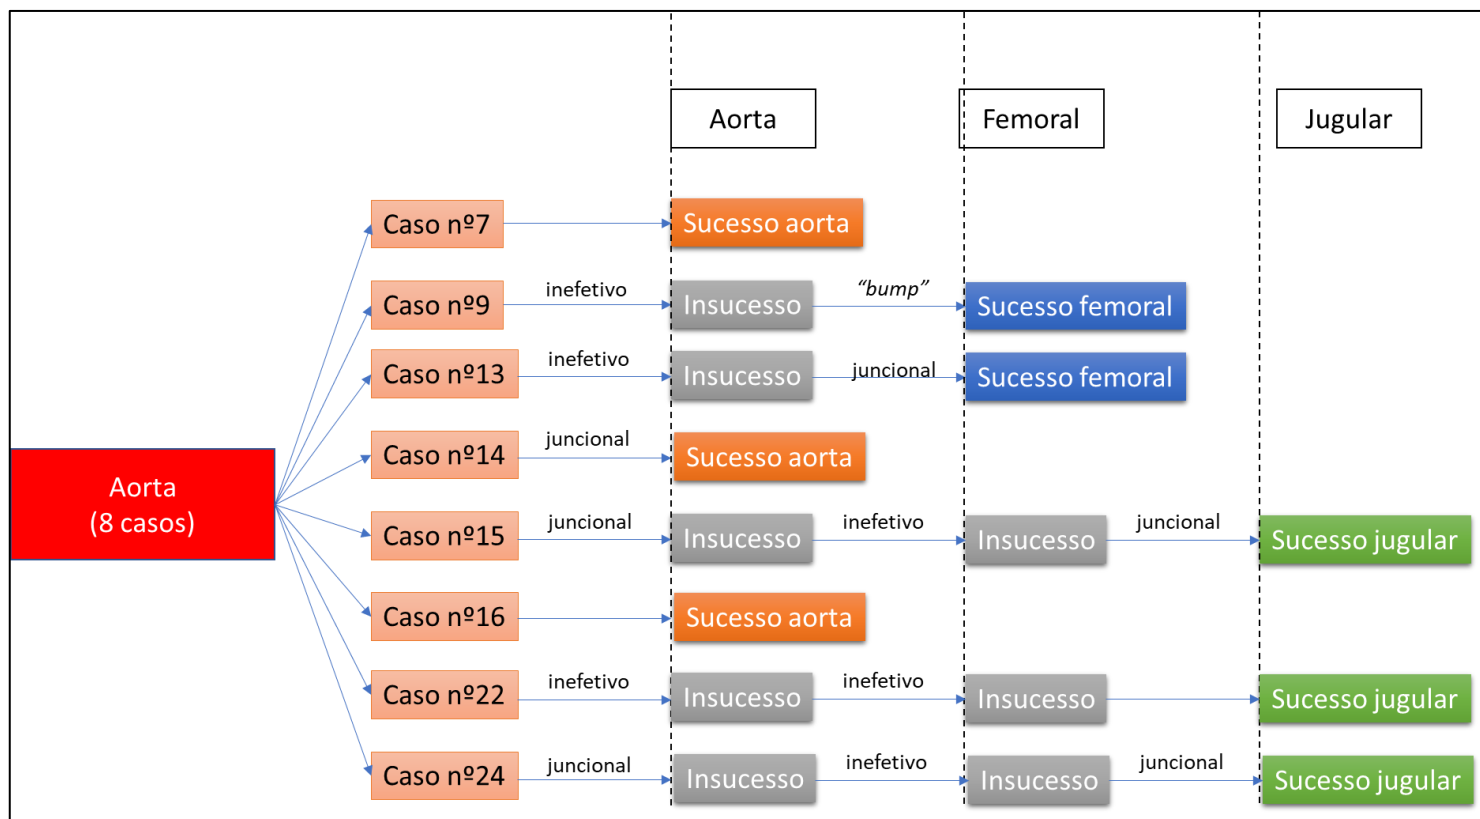 Aorta
Femoral
Jugular
Caso nº7
Sucesso aorta
Caso nº9
inefetivo
Insucesso
“bump”
Sucesso femoral
Caso nº13
inefetivo
Insucesso
juncional
Sucesso femoral
Caso nº14
juncional
Sucesso aorta
Aorta
(8 casos)
Caso nº15
juncional
Insucesso
inefetivo
Insucesso
juncional
Sucesso jugular
Caso nº16
Sucesso aorta
Caso nº22
inefetivo
Insucesso
inefetivo
Insucesso
Sucesso jugular
Caso nº24
juncional
Insucesso
inefetivo
Insucesso
juncional
Sucesso jugular